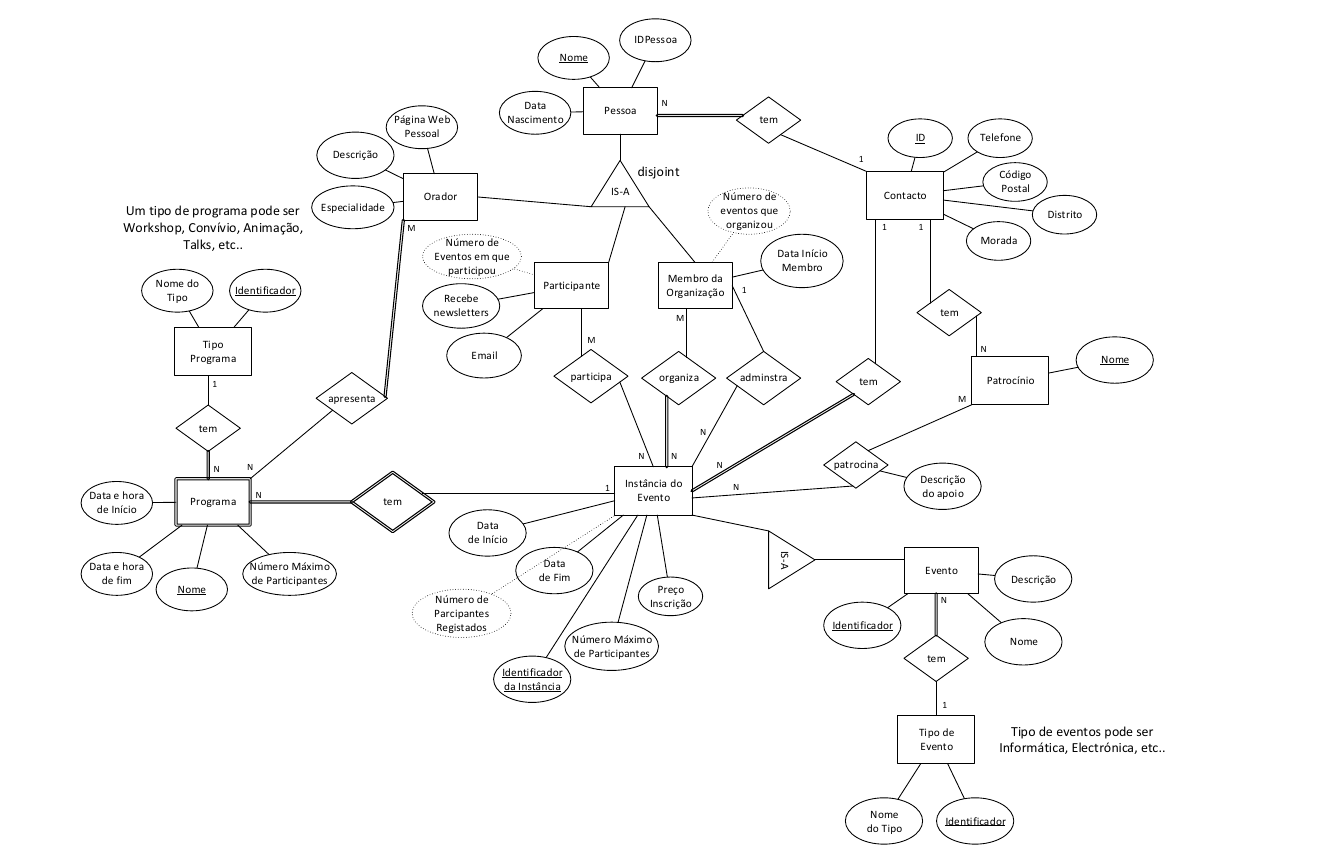 IDPessoa
Nome
Data
Nascimento
Pessoa
N
tem
1
Página Web
Pessoal
Descrição
Especialidade
Orador
M
IS-A
disjoint
ID
Telefone
Código
Postal
Distrito
Morada
Contacto
1
1
Um tipo de programa pode ser
Workshop, Convívio, Animação,
Talks, etc..
Número de
Eventos em que
participou
Recebe
newsletters
Email
Participante
M
Número de
eventos que
organizou
Data Início
Membro
Membro da
Organização
M
1
Nome do
Tipo
Identificador
Tipo
Programa
1
tem
N
apresenta
N
participa
N
organiza
N
adminstra
N
tem
N
tem
N
Patrocínio
Nome
M
patrocina
N
Descrição
do apoio
Data e hora
de Início
Programa
N
tem
1
Data e hora
de fim
Nome
Número Máximo
de Participantes
Instância do
Evento
Data
de Início
Data
de Fim
Número de
Parcipantes
Registados
Preço
Inscrição
Número Máximo
de Participantes
Identificador
da Instância
IS-A
Evento
Descrição
N
Identificador
Nome
tem
1
Tipo de
Evento
Tipo de eventos pode ser
Informática, Electrónica, etc..
Nome
do Tipo
Identificador